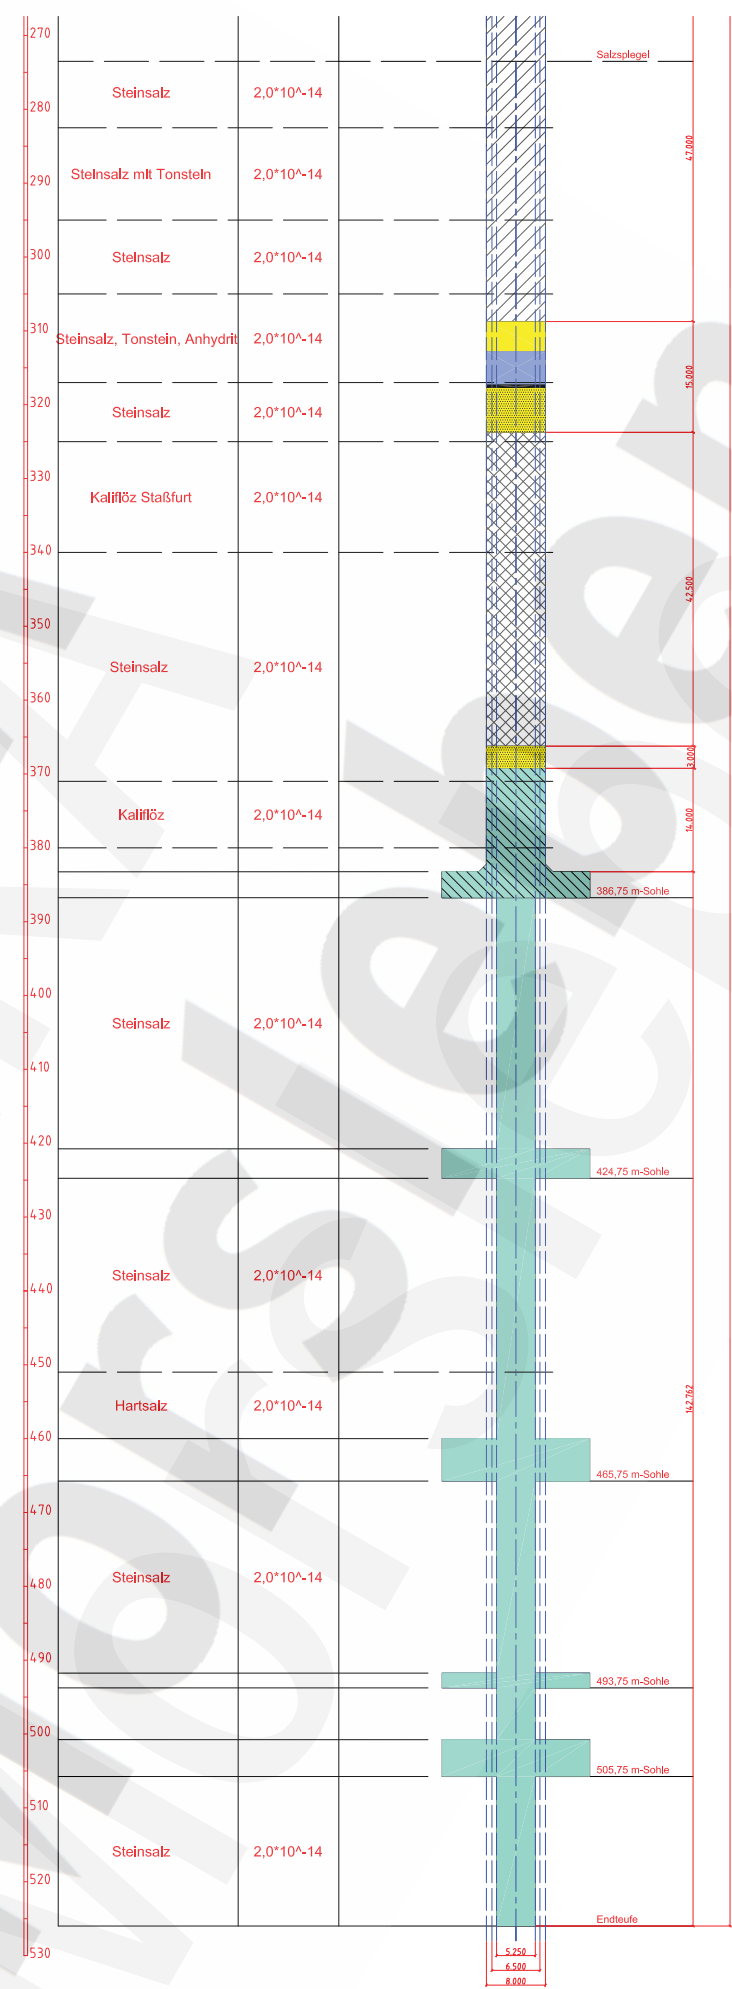 270
Salzspiegel
Steinsalz 2,0*10^-14
280
47.000
Steinsalz mit Tonstein 2,0*10^-14
290
300
Steinsalz 2,0*10^-14
310
Steinsalz, Tonstein, Anhydrit 2,0*10^-14
15.000
320
Steinsalz 2,0*10^-14
330
Kaliflöz Staßfurt 2,0*10^-14
340
42.500
350
Steinsalz 2,0*10^-14
360
3.000
370
Kaliflöz 2,0*10^-14
14.000
380
386,75 m-Sohle
390
400
Steinsalz 2,0*10^-14
410
420
424,75 m-Sohle
430
Steinsalz 2,0*10^-14
440
450
142.762
Hartsalz 2,0*10^-14
460
465,75 m-Sohle
470
Steinsalz 2,0*10^-14
480
490
493,75 m-Sohle
500
505,75 m-Sohle
510
Steinsalz 2,0*10^-14
520
Endteufe
530
5.250
6.500
8.000
Morsleben